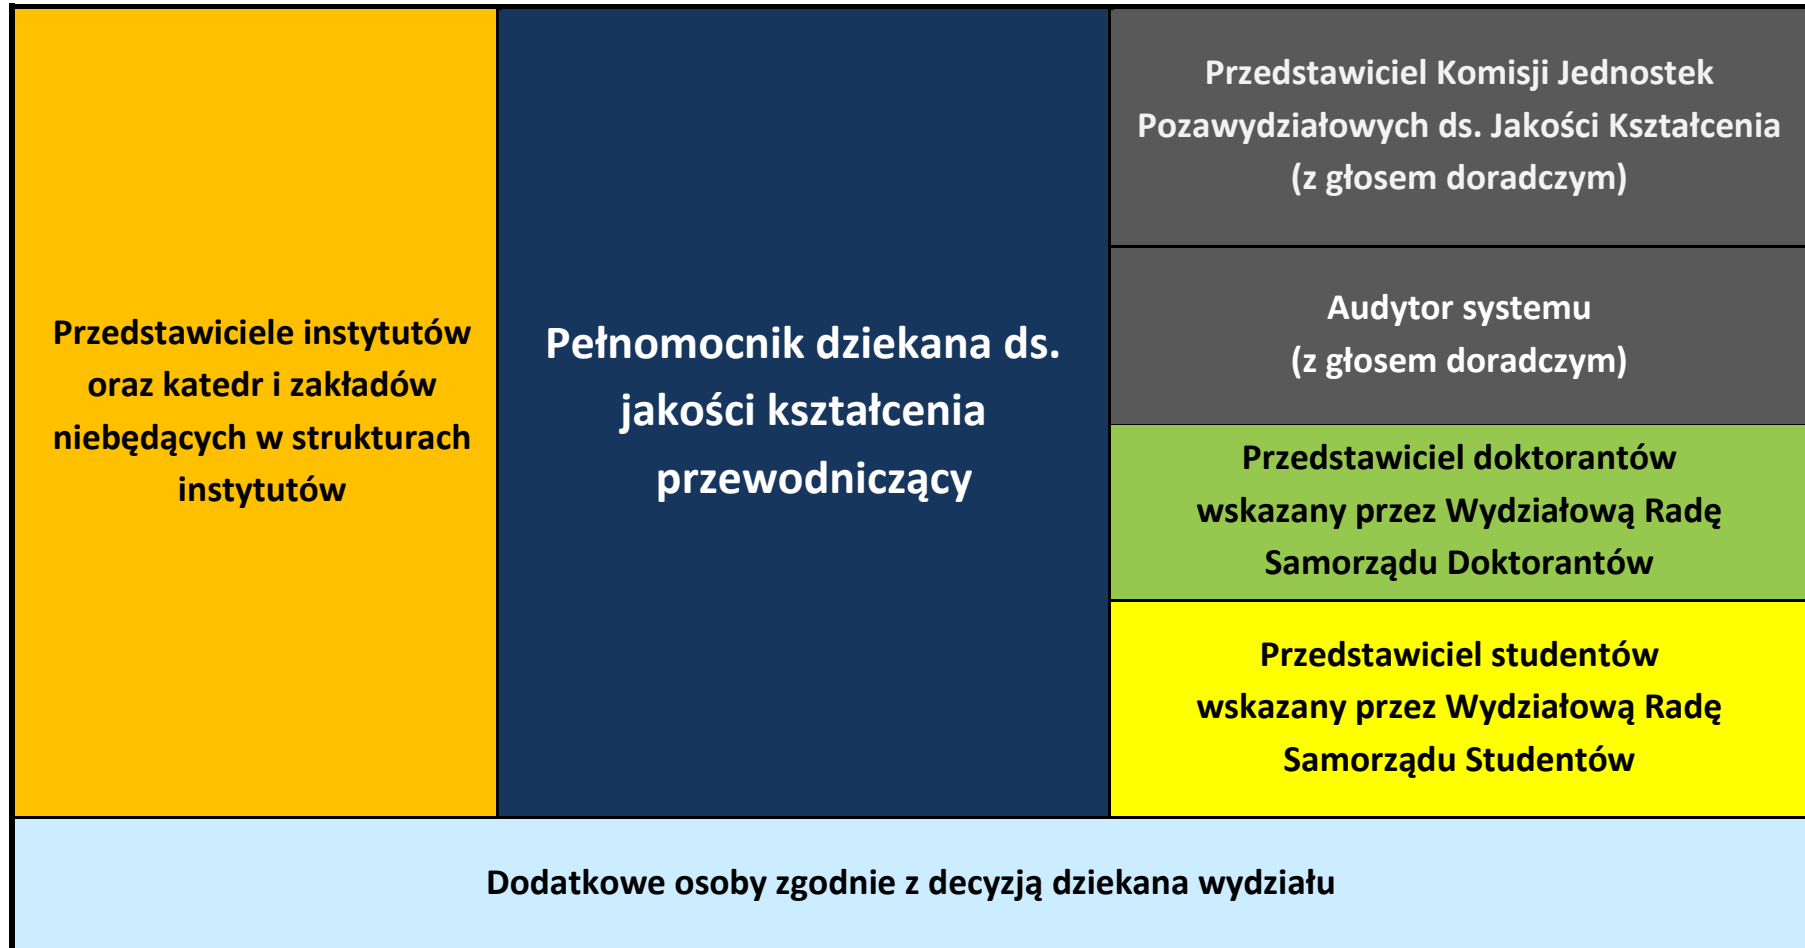 Przedstawiciele instytutów
oraz katedr i zakładów
niebędących w strukturach
instytutów
Pełnomocnik dziekana ds.
jakości kształcenia
przewodniczący
Przedstawiciel Komisji Jednostek
Pozawydziałowych ds. Jakości Kształcenia
(z głosem doradczym)
Audytor systemu
(z głosem doradczym)
Przedstawiciel doktorantów
wskazany przez Wydziałową Radę
Samorządu Doktorantów
Przedstawiciel studentów
wskazany przez Wydziałową Radę
Samorządu Studentów
Dodatkowe osoby zgodnie z decyzją dziekana wydziału